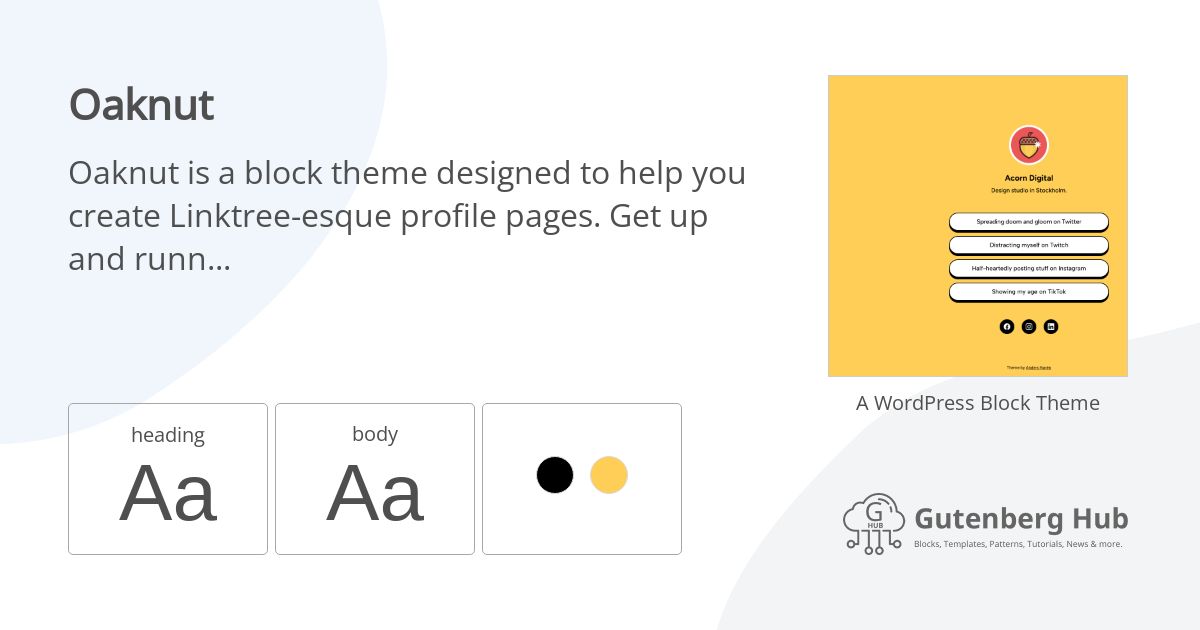 Oaknut
Oaknut is a block theme designed to help you
create Linktree-esque profile pages. Get up
and runn...
heading
Aa
body
Aa
Acorn Digital
Design studio in Stockholm.
Spreading doom and gloom on Twitter
Distracting myself on Twitch
Half-heartedly posting stuff on Instagram
Showing my age on TikTok
Theme by Anders Norén
A WordPress Block Theme
G
HUB
Gutenberg Hub
Blocks, Templates, Patterns, Tutorials, News & more.